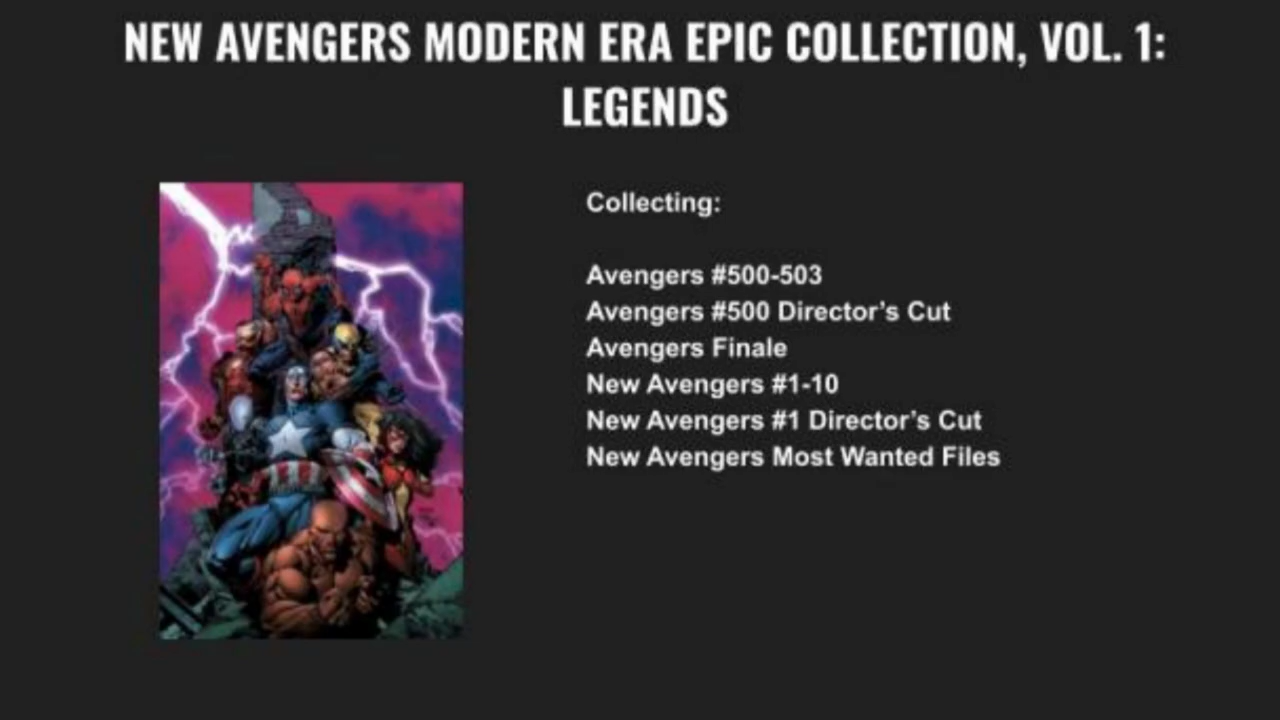 NEW AVENGERS MODERN ERA EPIC COLLECTION, VOL. 1:
LEGENDS
Collecting:
Avengers #500-503
Avengers #500 Director’s Cut
Avengers Finale
New Avengers #1-10
New Avengers #1 Director’s Cut
New Avengers Most Wanted Files